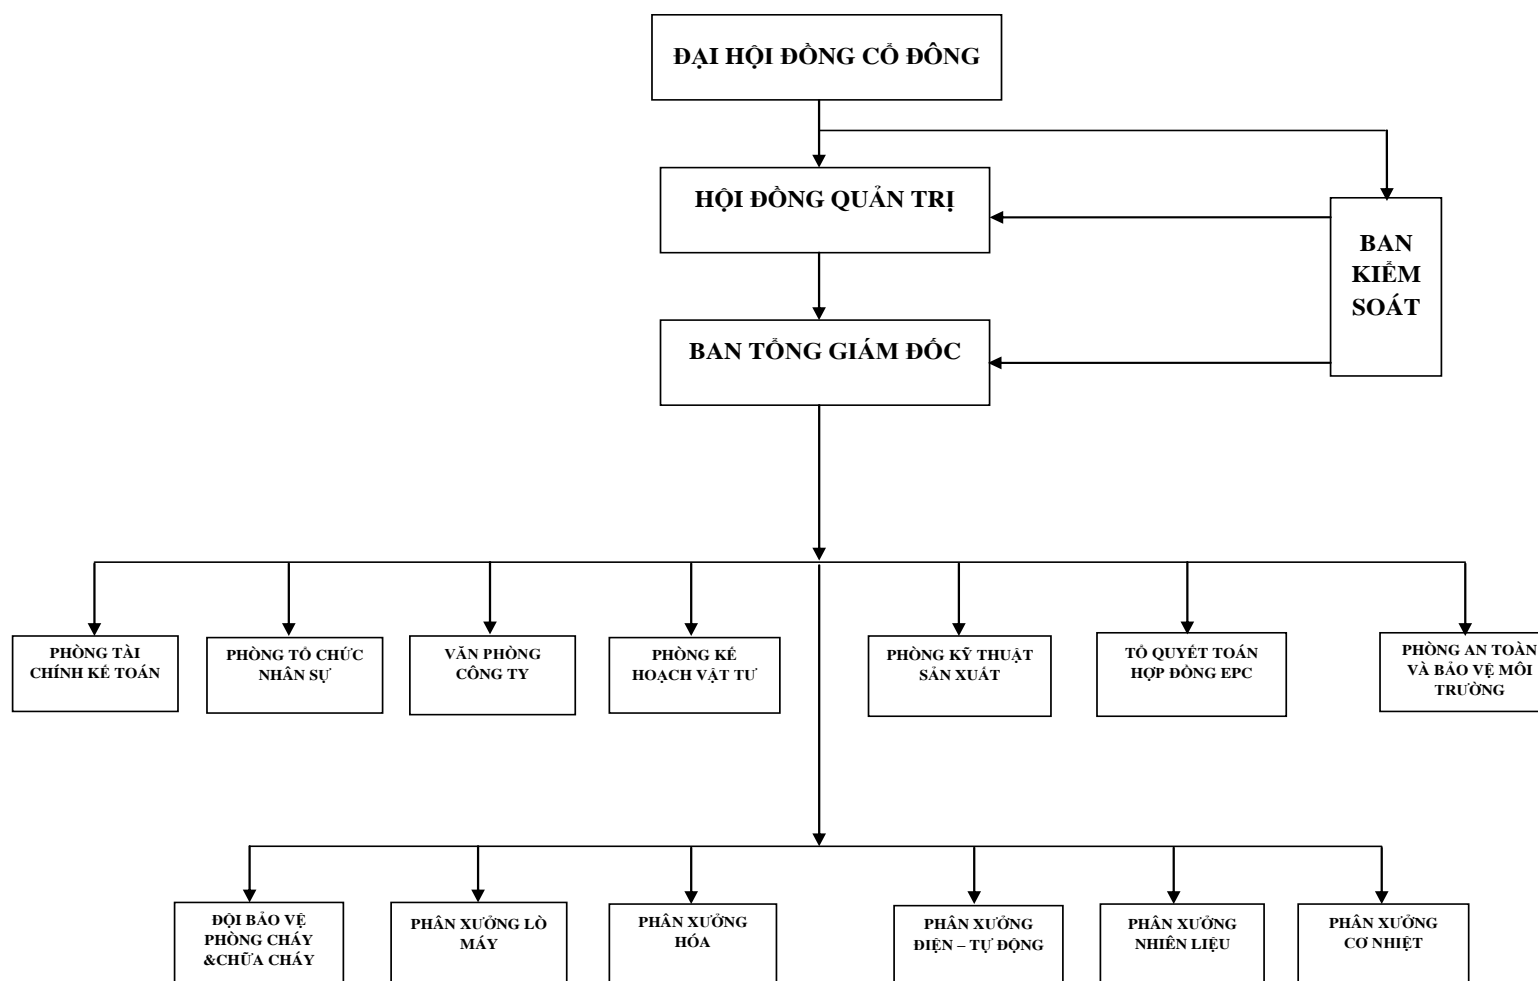 ĐẠI HỘI ĐỒNG CỔ ĐÔNG
HỘI ĐỒNG QUẢN TRỊ
BAN
KIỂM
SOÁT
BAN TỔNG GIÁM ĐỐC
PHÒNG TÀI
CHÍNH KẾ TOÁN
PHÒNG TỔ CHỨC
NHÂN SỰ
VĂN PHÒNG
CÔNG TY
PHÒNG KẾ
HOẠCH VẬT TƯ
PHÒNG KỸ THUẬT
SẢN XUẤT
TỔ QUYẾT TOÁN
HỢP ĐỒNG EPC
PHÒNG AN TOÀN
VÀ BẢO VỆ MÔI
TRƯỜNG
ĐỘI BẢO VỆ
PHÒNG CHÁY
&CHỮA CHÁY
PHÂN XƯỞNG LÒ
MÁY
PHÂN XƯỞNG
HÓA
PHÂN XƯỞNG
ĐIỆN – TỰ ĐỘNG
PHÂN XƯỞNG
NHIÊN LIỆU
PHÂN XƯỞNG
CƠ NHIỆT